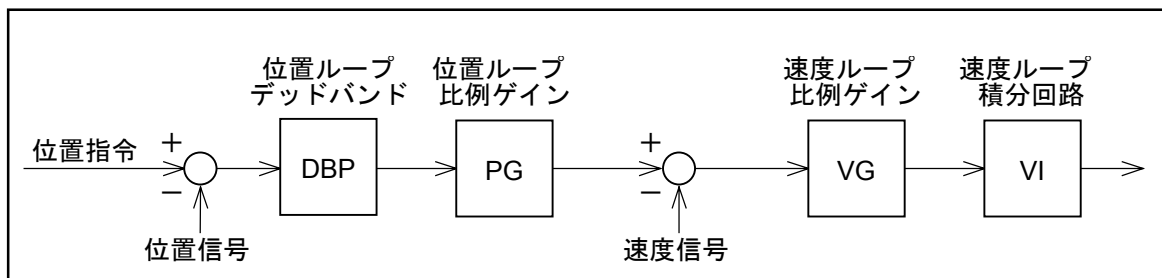 位置ループ
デッドバンド
位置ループ
比例ゲイン
速度ループ
比例ゲイン
速度ループ
積分回路
位置指令
+
−
DBP
PG
+
−
VG
VI
位置信号
速度信号